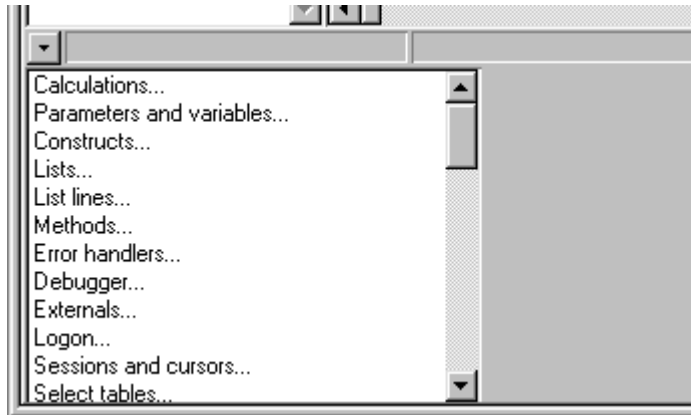 Calculations...
Parameters and variables...
Constructs...
Lists...
List lines...
Methods...
Error handlers...
Debugger...
Externals...
Logon...
Sessions and cursors...
Select tables...